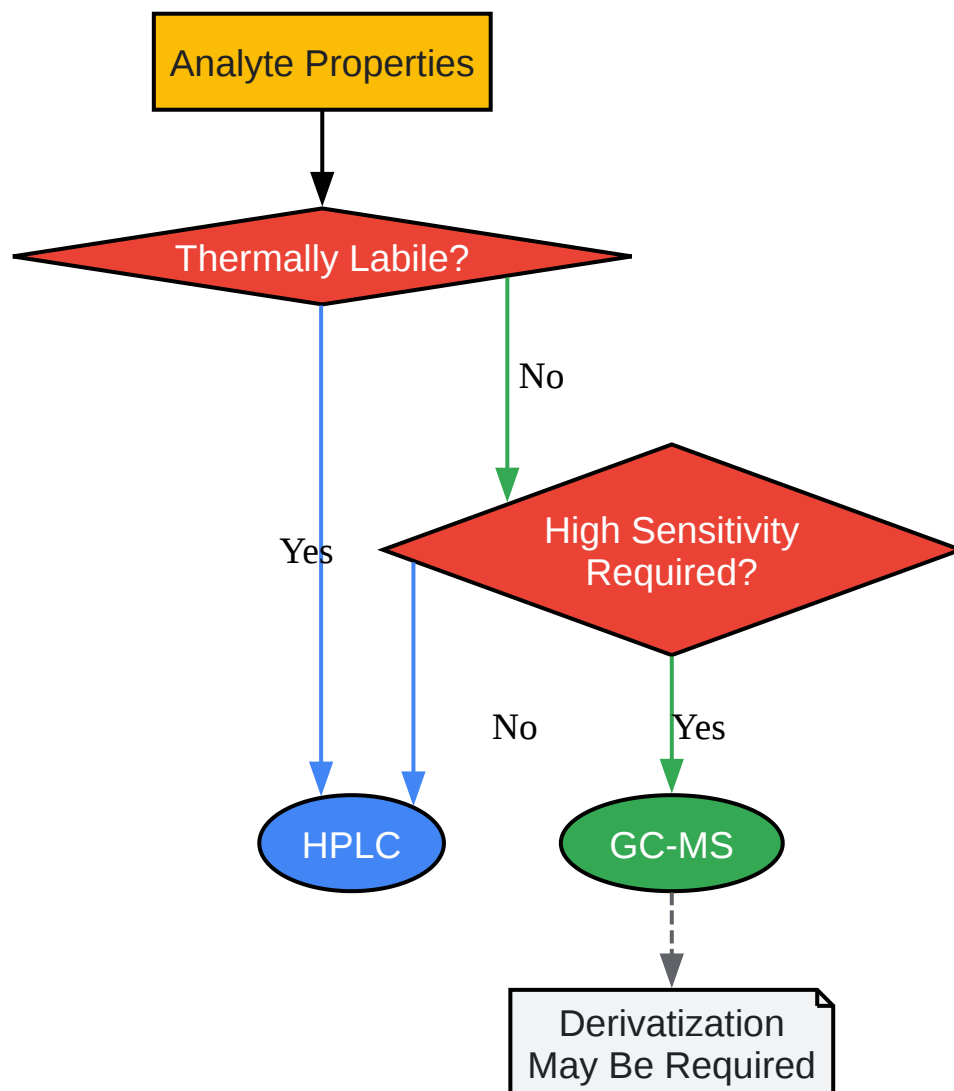 Analyte Properties
Thermally Labile?
No
High Sensitivity
Required?
Yes
No
Yes
HPLC
GC-MS
Derivatization
May Be Required